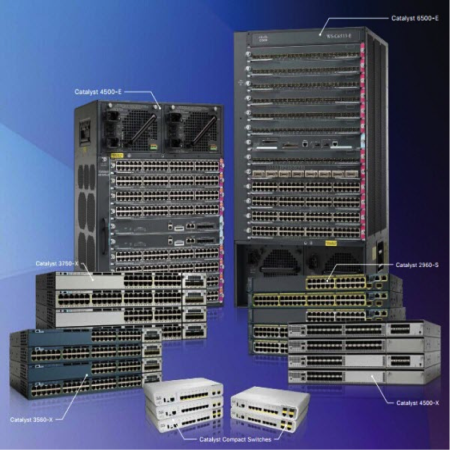 Catalyst 6500-E
Catalyst 4500-E
Catalyst 3750-X
Catalyst 2960-S
Catalyst 4500-X
Catalyst 3560-X
Catalyst Compact Switches